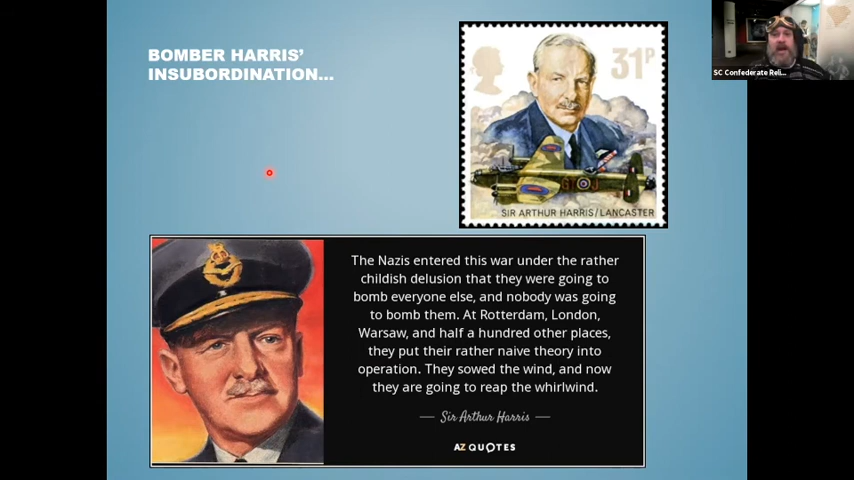 BOMBER HARRIS'
INSUBORDINATION...
31P
SIR ARTHUR HARRIS/LANCASTER
SC Confederate Reli...
The Nazis entered this war under the rather
childish delusion that they were going to
bomb everyone else, and nobody was going
to bomb them. At Rotterdam, London,
Warsaw, and half a hundred other places,
they put their rather naive theory into
operation. They sowed the wind, and now
they are going to reap the whirlwind.
Sir Arthur Harris
AZ QUOTES